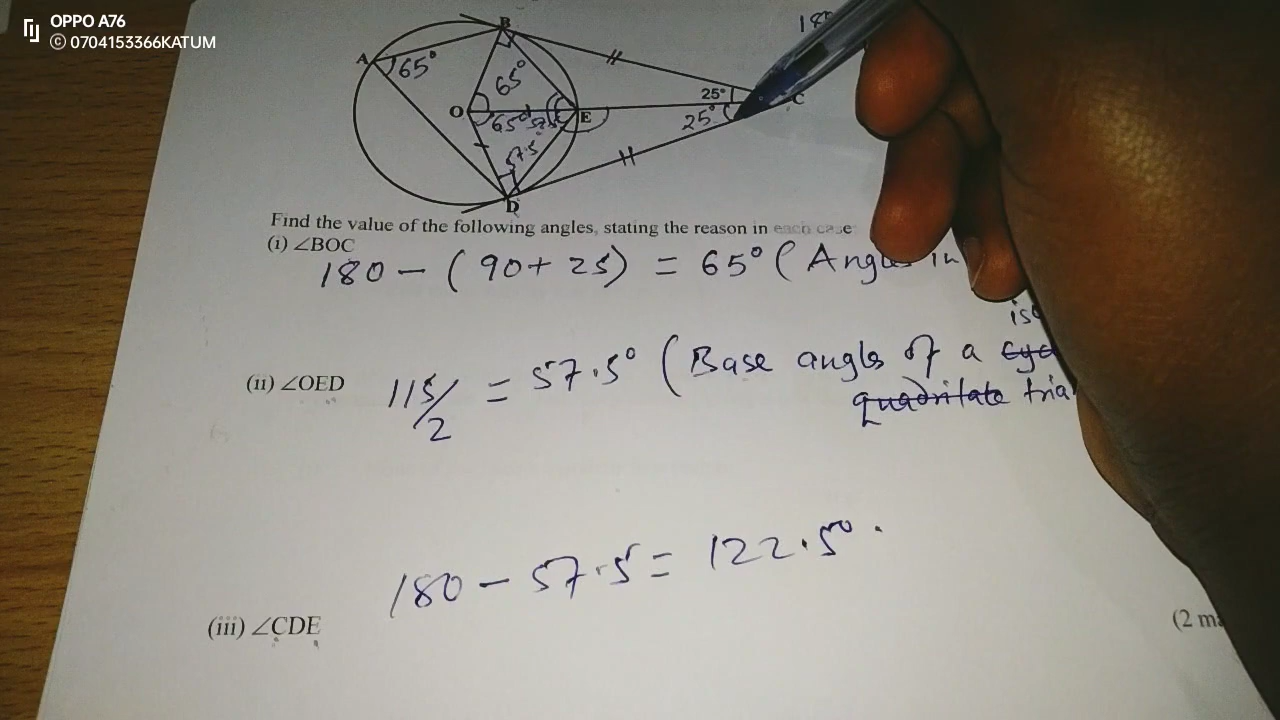 OPPO A76
© 0704153366KATUM
B
A
65°
65°
O
E
65°
57.5
57.5
D
25°
25°
C
Find the value of the following angles, stating the reason in each case
(i) ∠BOC
180 - (90 + 25) = 65° (Angles in
(ii) ∠OED
115/2 = 57.5° (Base angles of a
quadrilate
180 - 57.5 = 122.5°.
(iii) ∠CDE
(2